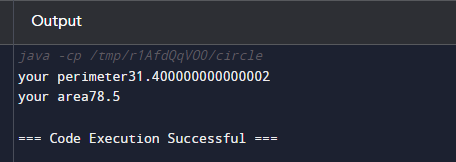 Output
java -cp /tmp/r1AfdQqVOO/circle
your perimeter31.400000000000002
your area78.5
=== Code Execution Successful ===